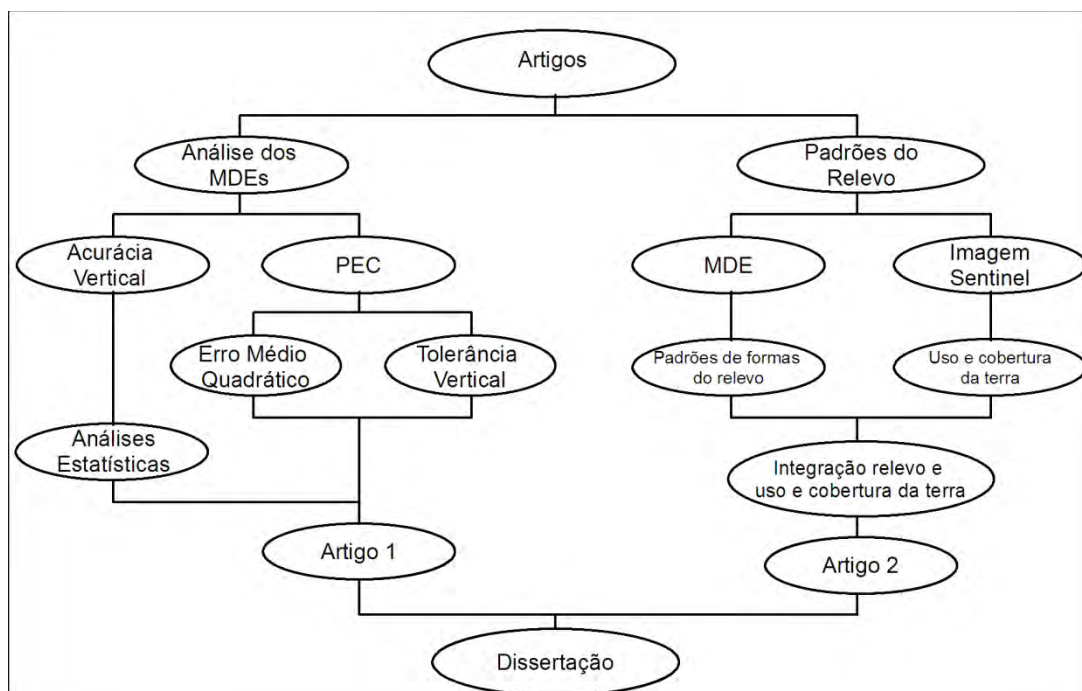 Artigos
Análise dos
MDEs
Padrões do
Relevo
Acurácia
Vertical
PEC
MDE
Imagem
Sentinel
Erro Médio
Quadrático
Tolerância
Vertical
Padrões de formas
do relevo
Uso e cobertura
da terra
Análises
Estatísticas
Integração relevo e
uso e cobertura da terra
Artigo 1
Artigo 2
Dissertação